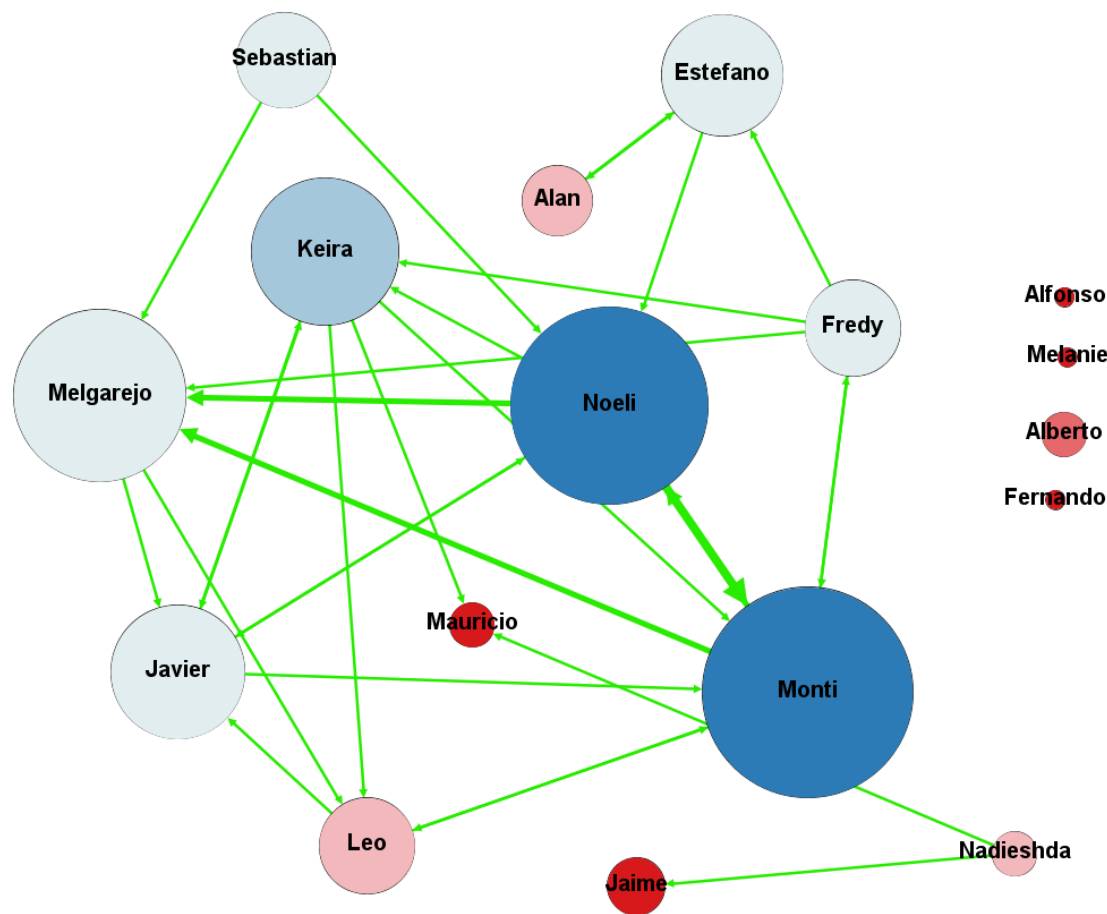 Sebastian
Estefano
Alan
Keira
Alfonso
Fredy
Melanie
Melgarejo
Noeli
Alberto
Fernando
Mauricio
Javier
Monti
Leo
Nadieshda
Jaime